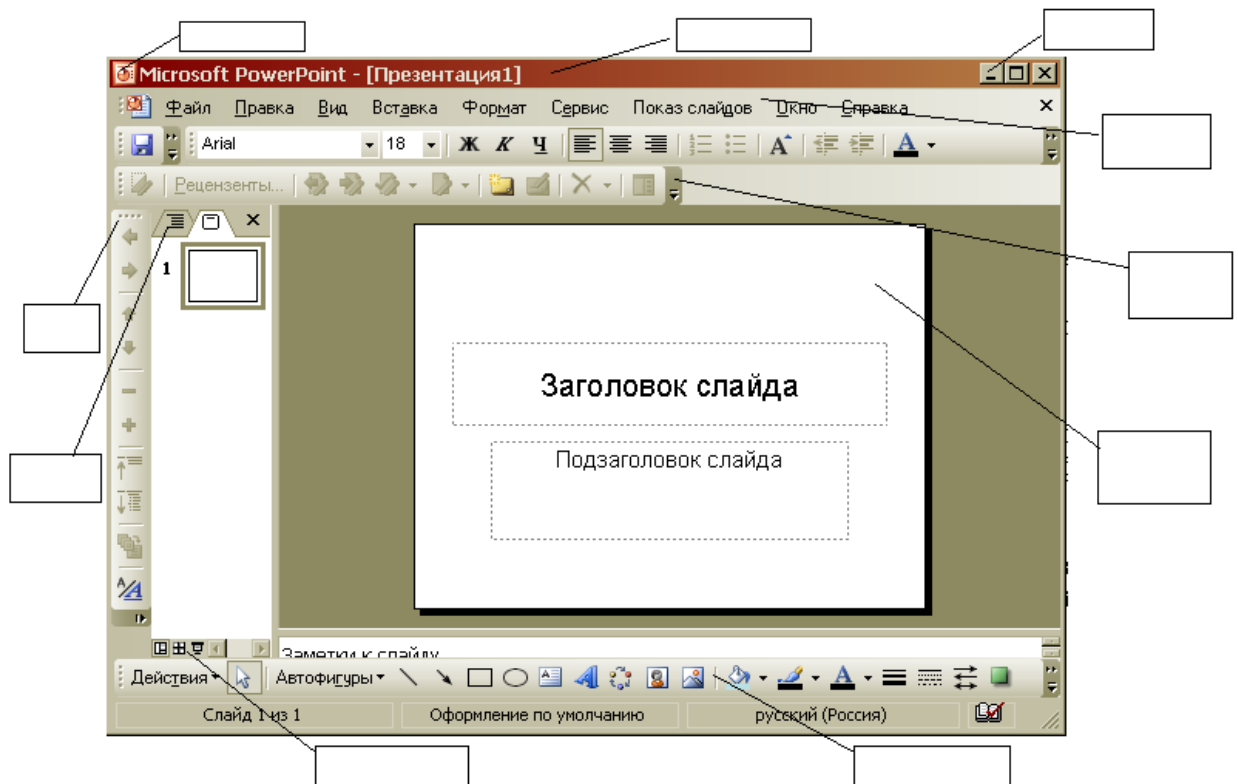 Microsoft PowerPoint - [Презентация1]
Файл Правка Вид Вставка Формат Сервис Показ слайдов Окно Справка
Arial 18 Ж К Ч A A
Рецензенты...
1
Заголовок слайда
Подзаголовок слайда
Заметки к слайду
Действия Автофигуры A
Слайд 1 из 1 Оформление по умолчанию русский (Россия)